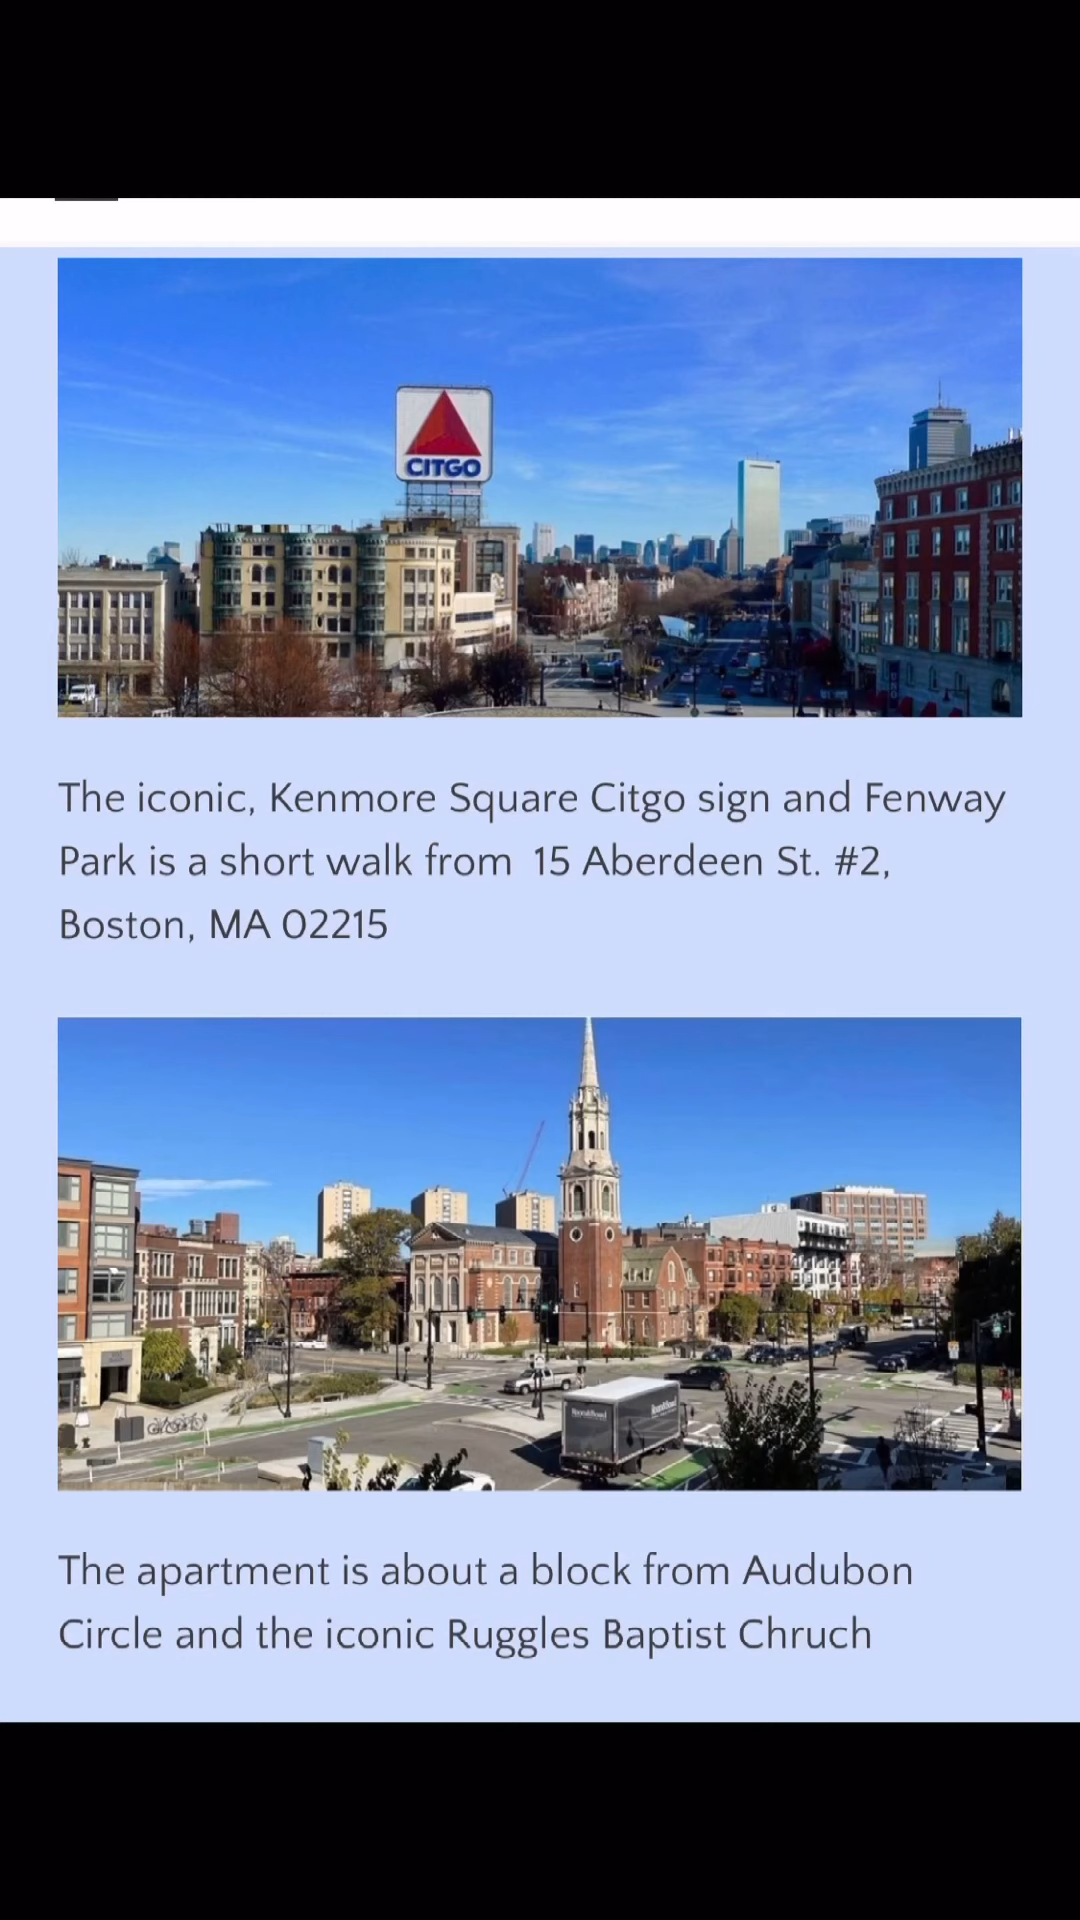 CITGO
The iconic, Kenmore Square Citgo sign and Fenway
Park is a short walk from 15 Aberdeen St. #2,
Boston, MA 02215
The apartment is about a block from Audubon
Circle and the iconic Ruggles Baptist Chruch